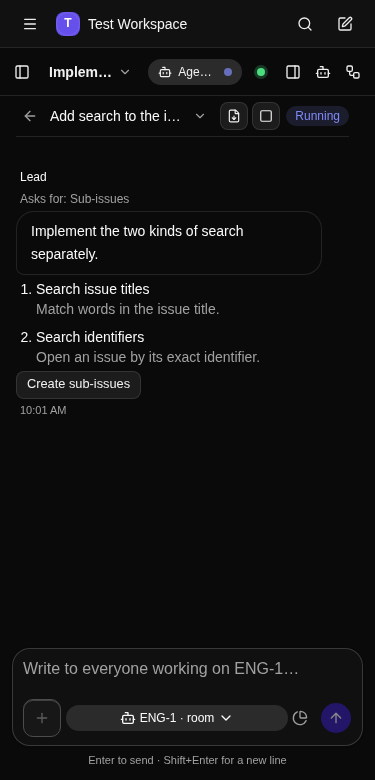 T
Test Workspace
Implem…
Age…
Add search to the i…
Running
Lead
Asks for: Sub-issues
Implement the two kinds of search
separately.
1. Search issue titles
Match words in the issue title.
2. Search identifiers
Open an issue by its exact identifier.
Create sub-issues
10:01 AM
Write to everyone working on ENG-1…
ENG-1 · room
Enter to send · Shift+Enter for a new line